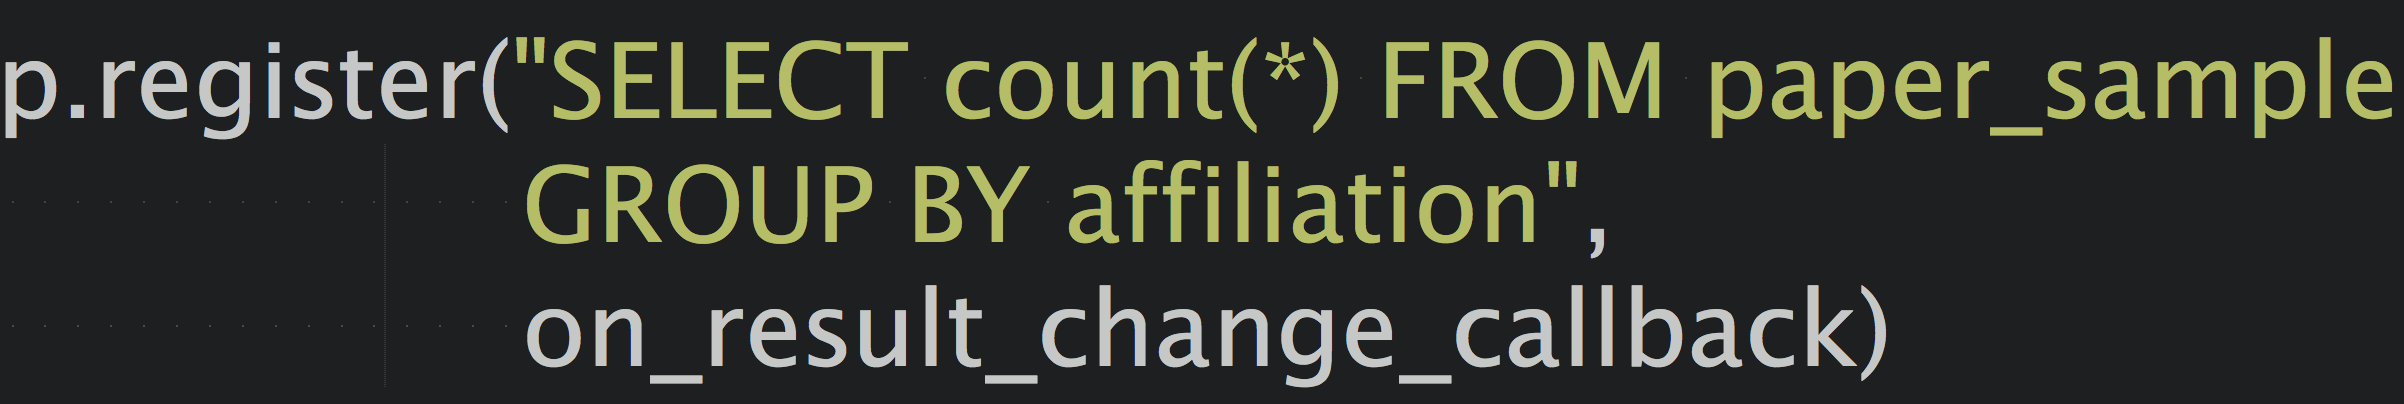 p.register("SELECT count(*) FROM paper_sample
GROUP BY affiliation",
on_result_change_callback)